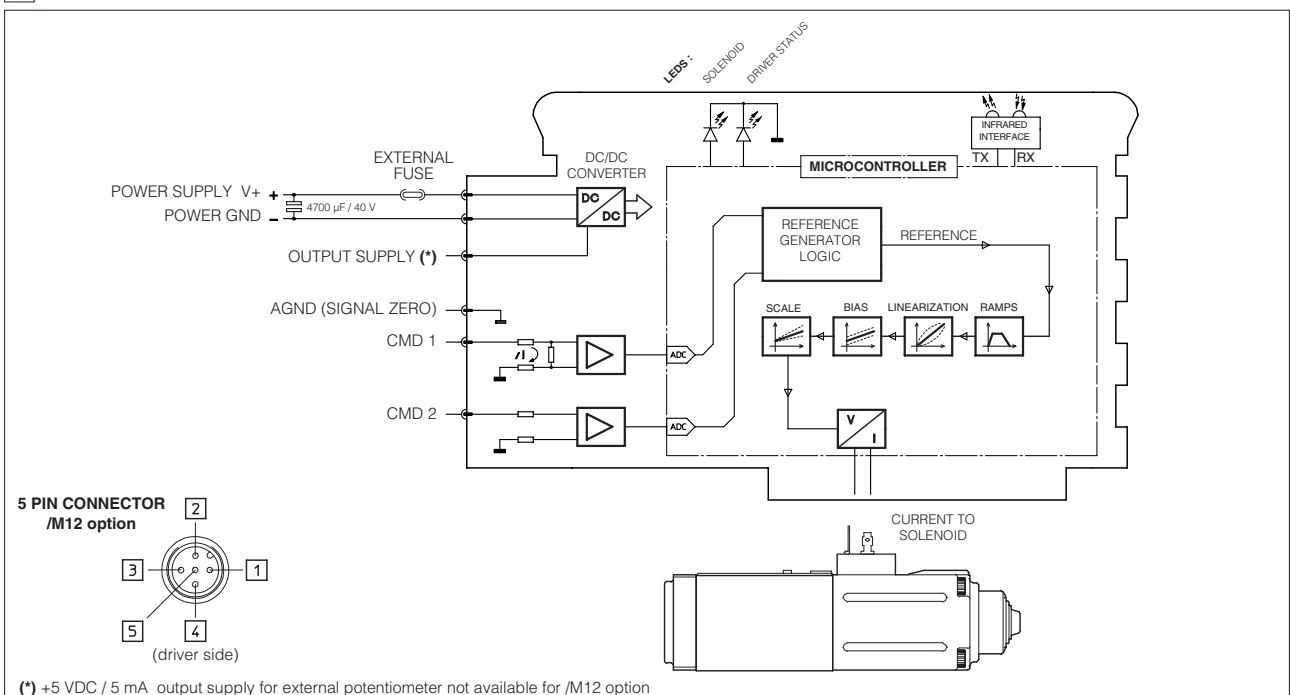 LEDS :
SOLENOID
DRIVER STATUS
INFRARED
INTERFACE
TX
RX
MICROCONTROLLER
EXTERNAL
FUSE
DC/DC
CONVERTER
POWER SUPPLY V+ +
4700 µF / 40 V
POWER GND -
DC
DC
OUTPUT SUPPLY (*)
REFERENCE
GENERATOR
LOGIC
REFERENCE
AGND (SIGNAL ZERO)
SCALE
BIAS
LINEARIZATION
RAMPS
CMD 1
ADC
CMD 2
ADC
V
I
5 PIN CONNECTOR
/M12 option
2
3
1
5
4
(driver side)
CURRENT TO
SOLENOID
(*) +5 VDC / 5 mA output supply for external potentiometer not available for /M12 option